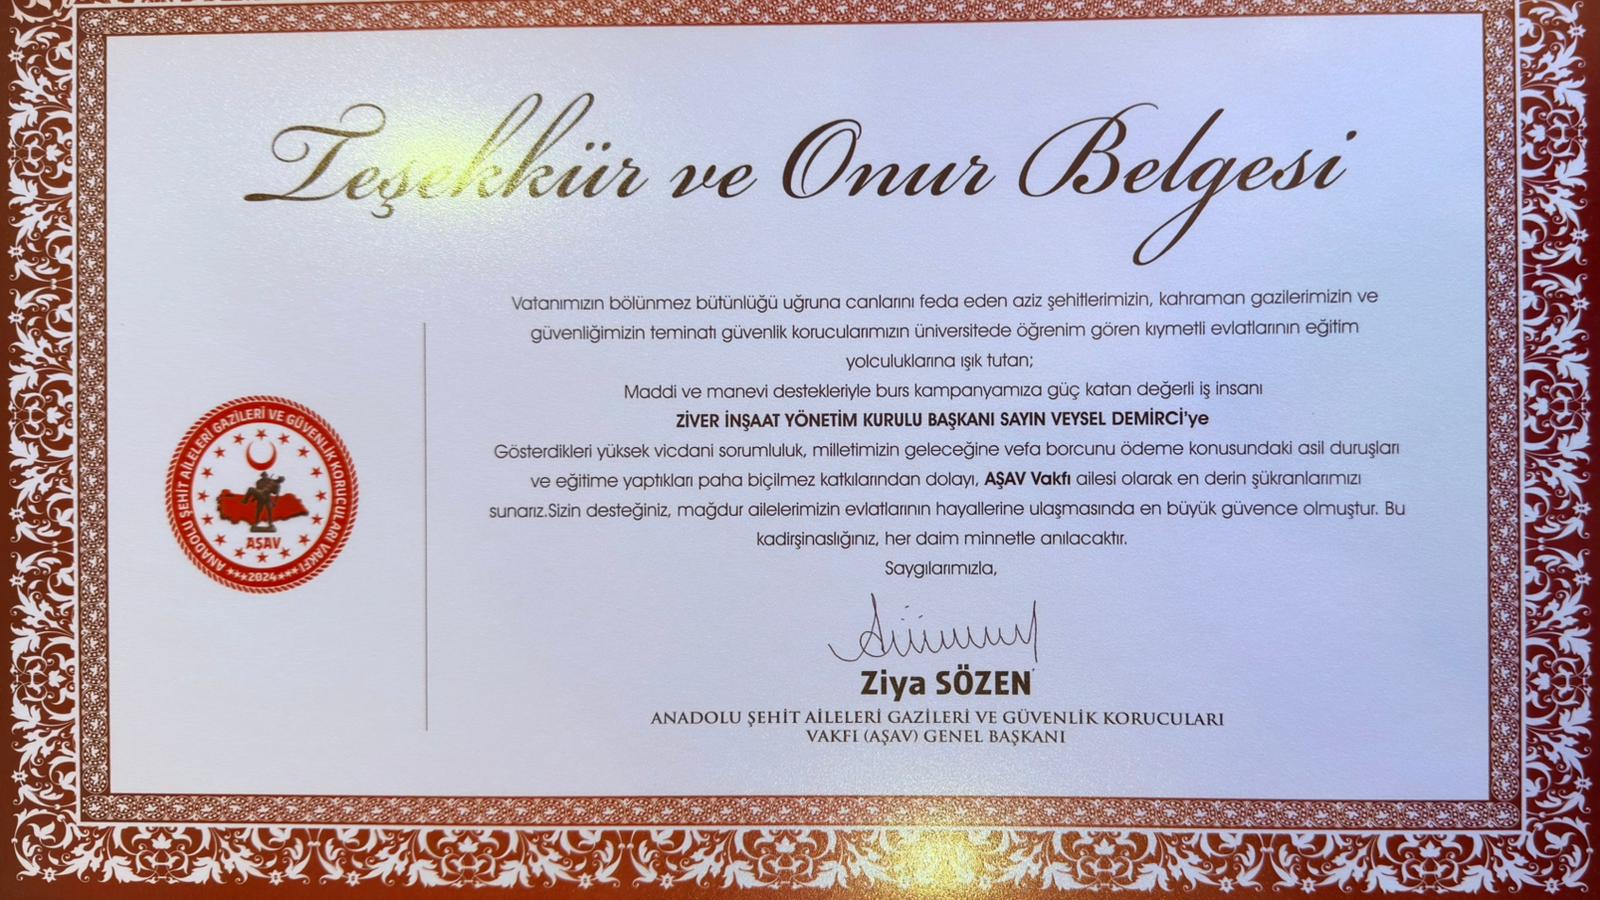 Teşekkür ve Onur Belgesi
Vatanımızın bölünmez bütünlüğü uğruna canlarını feda eden aziz şehitlerimizin, kahraman gazilerimizin ve
güvenliğimizin teminatı güvenlik korucularımızın üniversitede öğrenim gören kıymetli evlatlarının eğitim
yolculuklarına ışık tutan;
Maddi ve manevi destekleriyle burs kampanyamıza güç katan değerli iş insanı
ZİVER İNŞAAT YÖNETİM KURULU BAŞKANI SAYIN VEYSEL DEMİRCİ'ye
Gösterdikleri yüksek vicdani sorumluluk, milletimizin geleceğine vefa borcunu ödeme konusundaki asil duruşları
ve eğitime yaptıkları paha biçilmez katkılarından dolayı, AŞAV Vakfı ailesi olarak en derin şükranlarımızı
sunarız.Sizin desteğiniz, mağdur ailelerimizin evlatlarının hayallerine ulaşmasında en büyük güvence olmuştur. Bu
kadirşinaslığınız, her daim minnetle anılacaktır.
Saygılarımızla,
Ziya SÖZEN
ANADOLU ŞEHİT AİLELERİ GAZİLERİ VE GÜVENLİK KORUCULARI
VAKFI (AŞAV) GENEL BAŞKANI
ANADOLU ŞEHİT AİLELERİ GAZİLERİ VE GÜVENLİK KORUCULARI VAKFI
AŞAV
2024